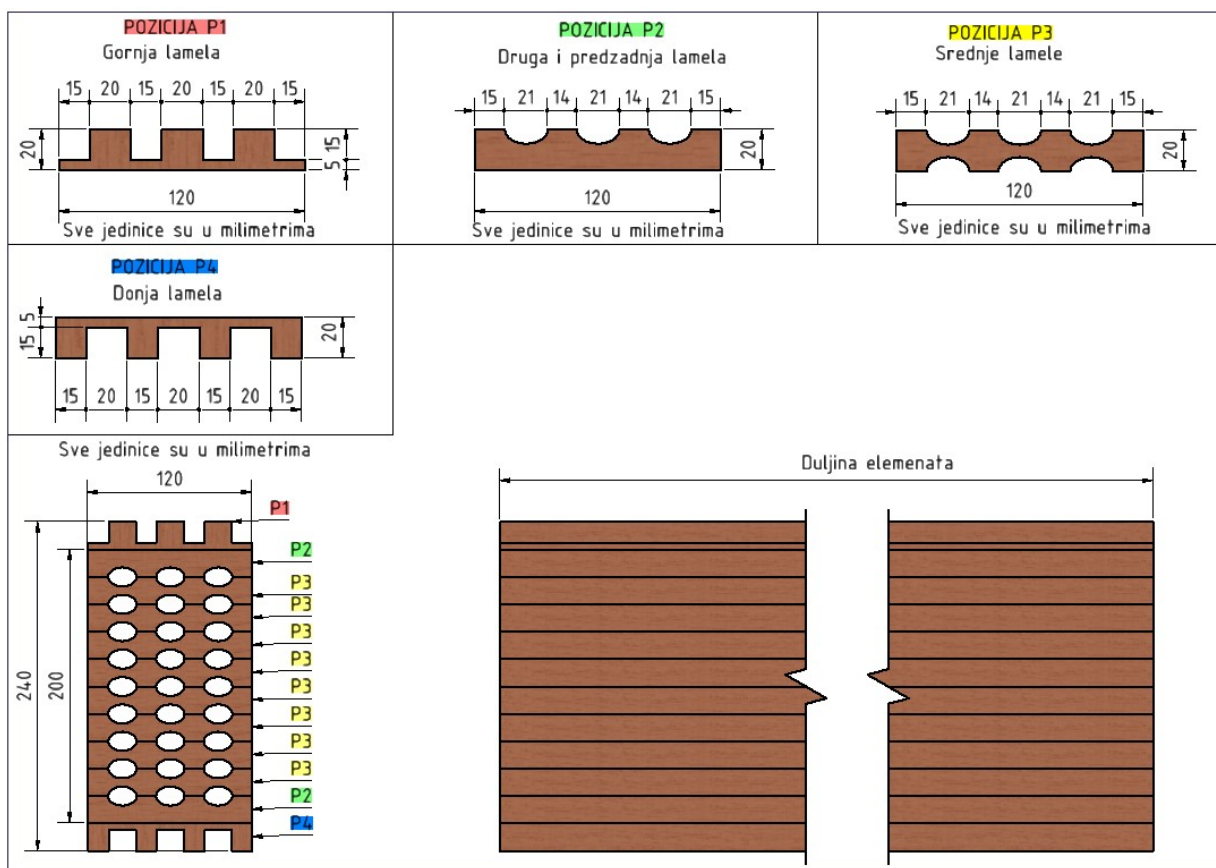 POZICIJA P1
Gornja lamela
15 20 15 20 15 20 15
20
15
5
120
Sve jedinice su u milimetrima
POZICIJA P2
Druga i predzadnja lamela
15 21 14 21 14 21 15
20
120
Sve jedinice su u milimetrima
POZICIJA P3
Srednje lamele
15 21 14 21 14 21 15
20
120
Sve jedinice su u milimetrima
POZICIJA P4
Donja lamela
5
15
20
15 20 15 20 15 20 15
Sve jedinice su u milimetrima
120
240
200
P1
P2
P3
P3
P3
P3
P3
P3
P3
P3
P2
P4
Duljina elemenata